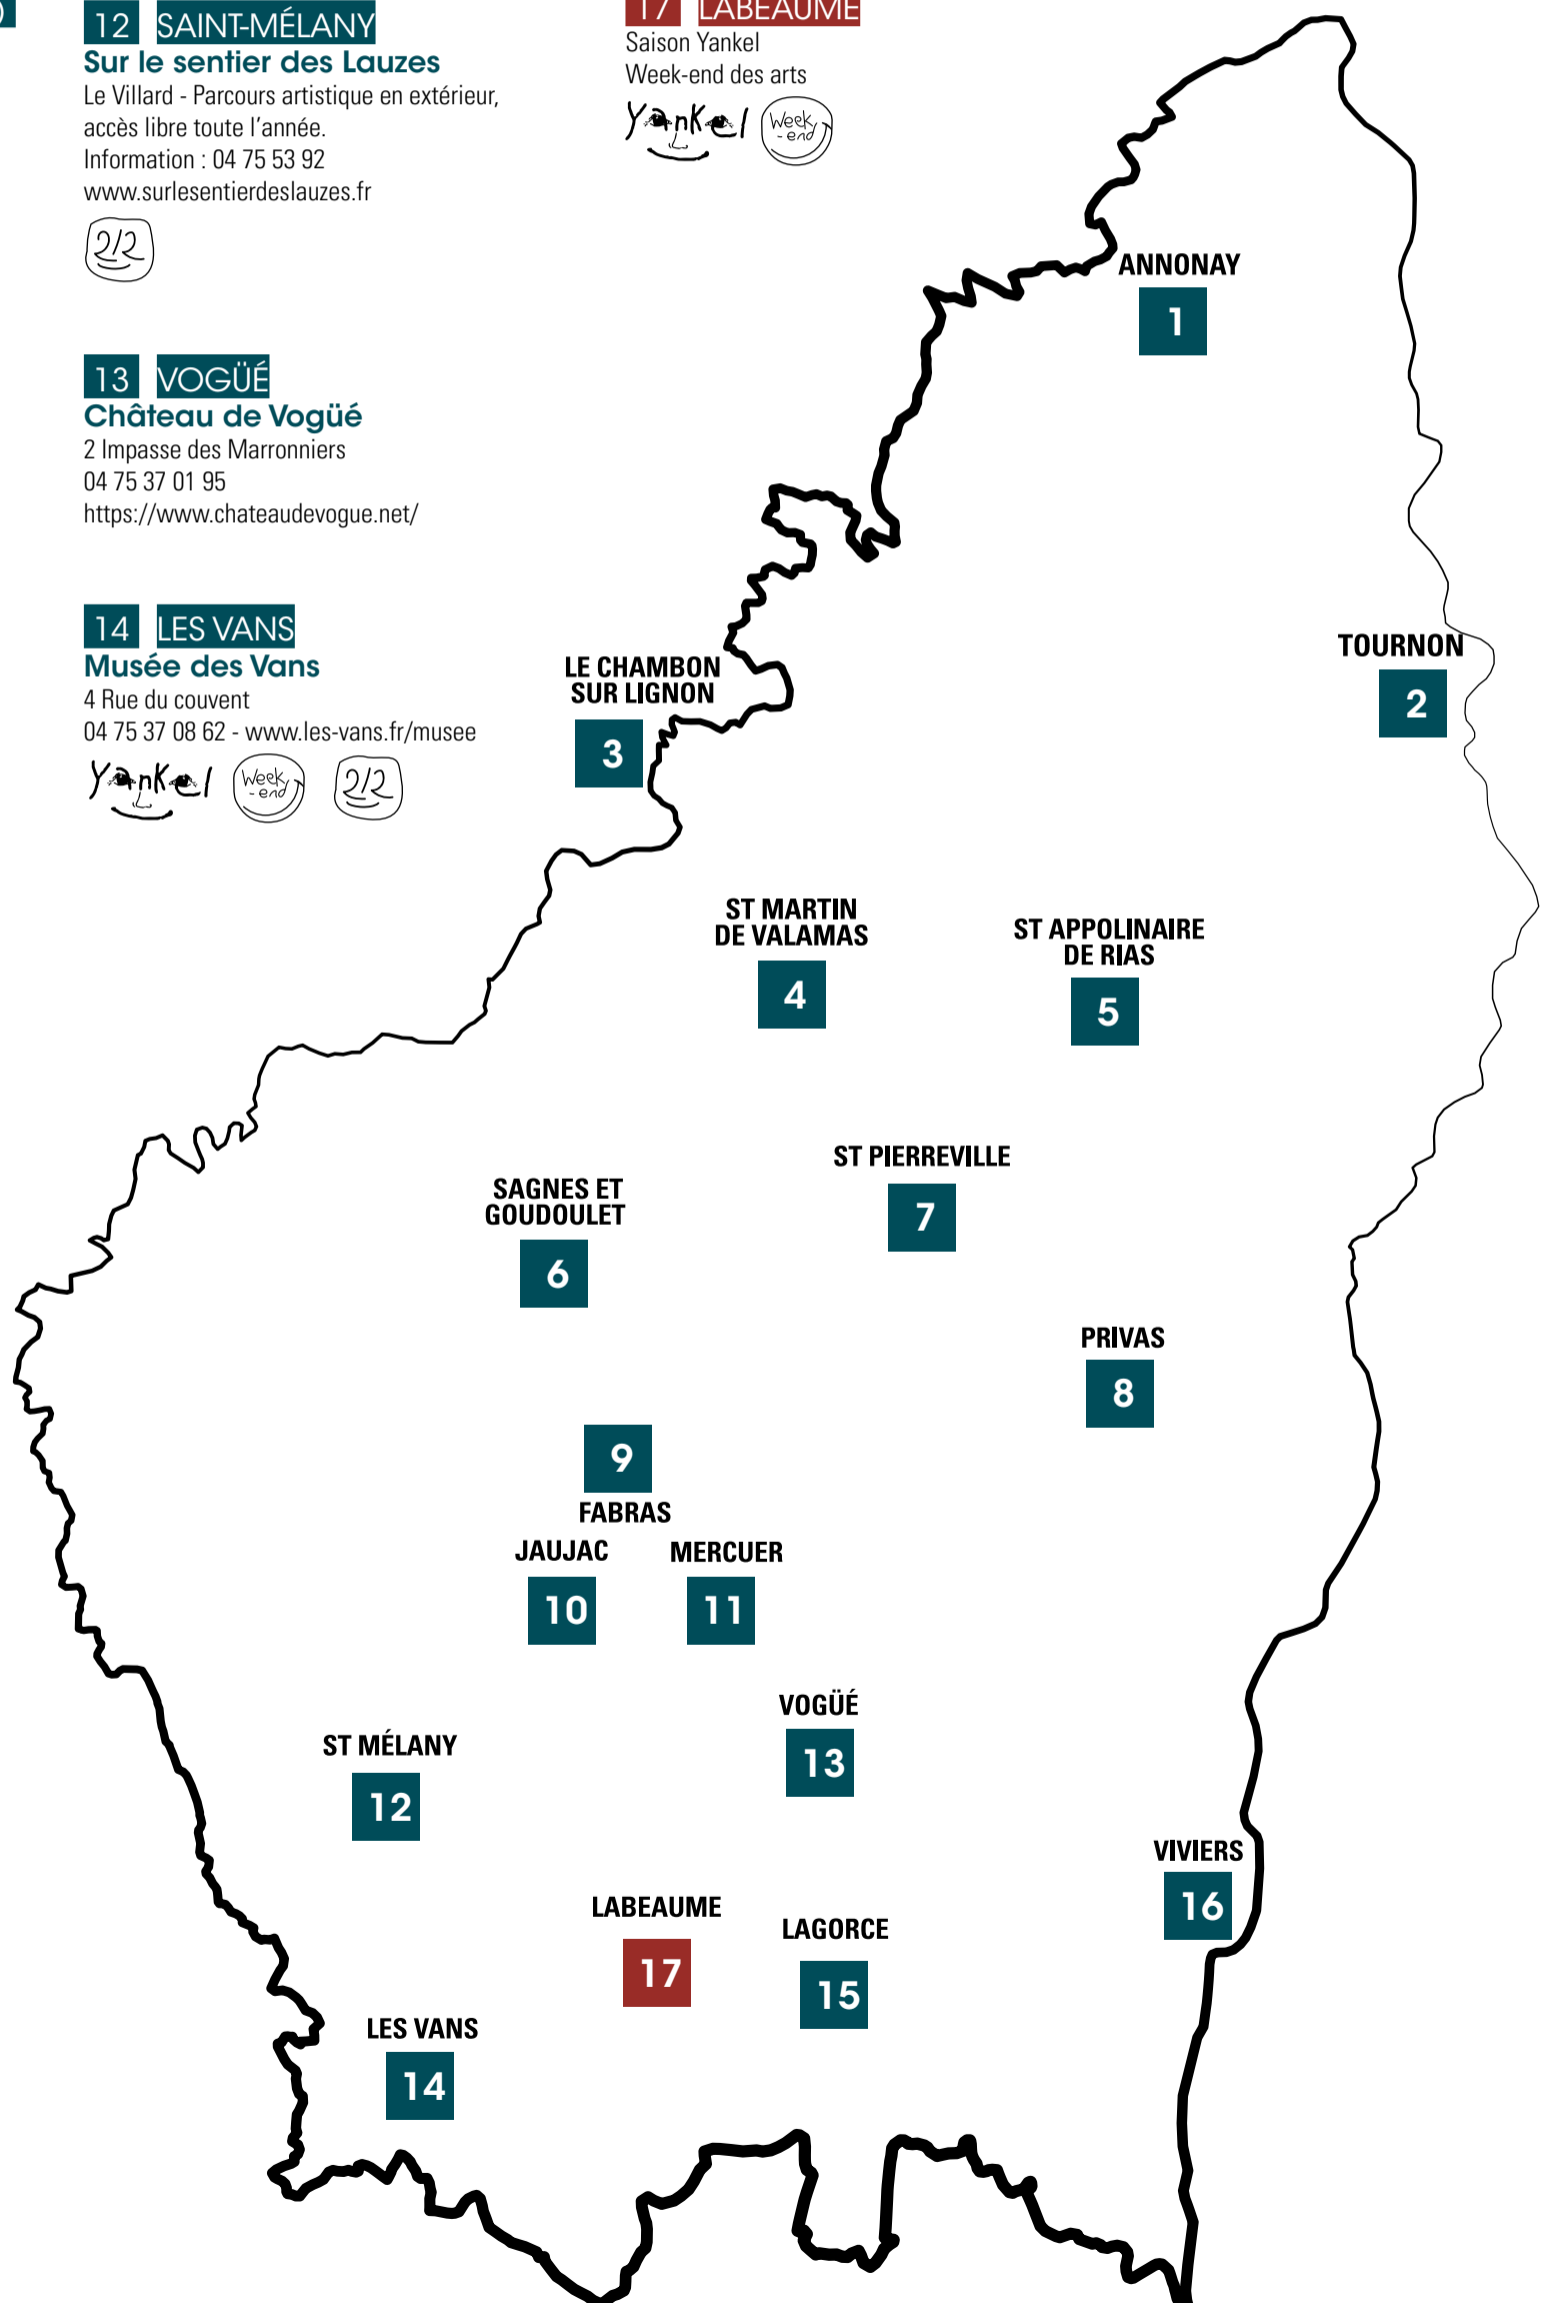 12 SAINT-MÉLANY
Sur le sentier des Lauzes
Le Villard - Parcours artistique en extérieur,
accès libre toute l'année.
Information : 04 75 53 92
www.surlesentierdeslauzes.fr
2/2
13 VOGÜÉ
Château de Vogüé
2 Impasse des Marronniers
04 75 37 01 95
https://www.chateaudevogue.net/
14 LES VANS
Musée des Vans
4 Rue du couvent
04 75 37 08 62 - www.les-vans.fr/musee
Yankel
Week
-end
2/2
17 LABEAUME
Saison Yankel
Week-end des arts
Yankel
Week
-end
ANNONAY
1
TOURNON
2
LE CHAMBON
SUR LIGNON
3
ST MARTIN
DE VALAMAS
4
ST APPOLINAIRE
DE RIAS
5
SAGNES ET
GOUDOULET
6
ST PIERREVILLE
7
PRIVAS
8
9
FABRAS
JAUJAC
10
MERCUER
11
ST MÉLANY
12
VOGÜÉ
13
LES VANS
14
LAGORCE
15
VIVIERS
16
LABEAUME
17